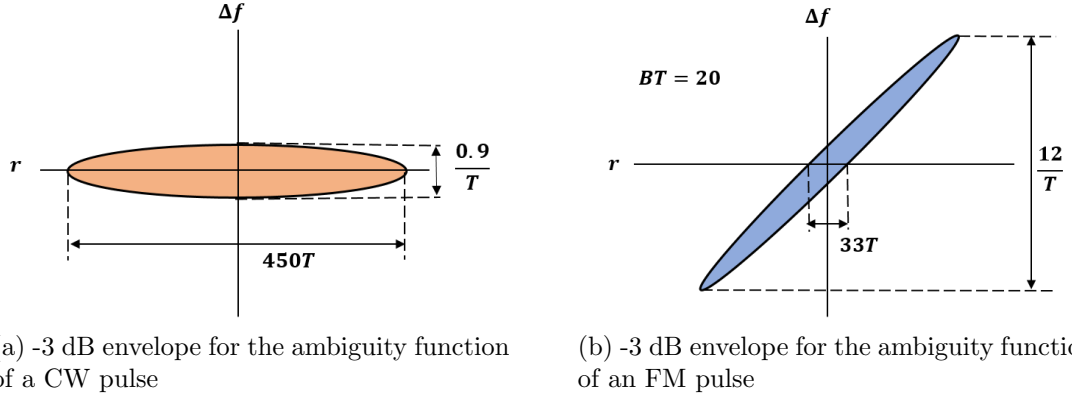 Δf
r
0.9
T
450T
a) -3 dB envelope for the ambiguity function
of a CW pulse
Δf
BT = 20
r
12
T
33T
(b) -3 dB envelope for the ambiguity functio
of an FM pulse